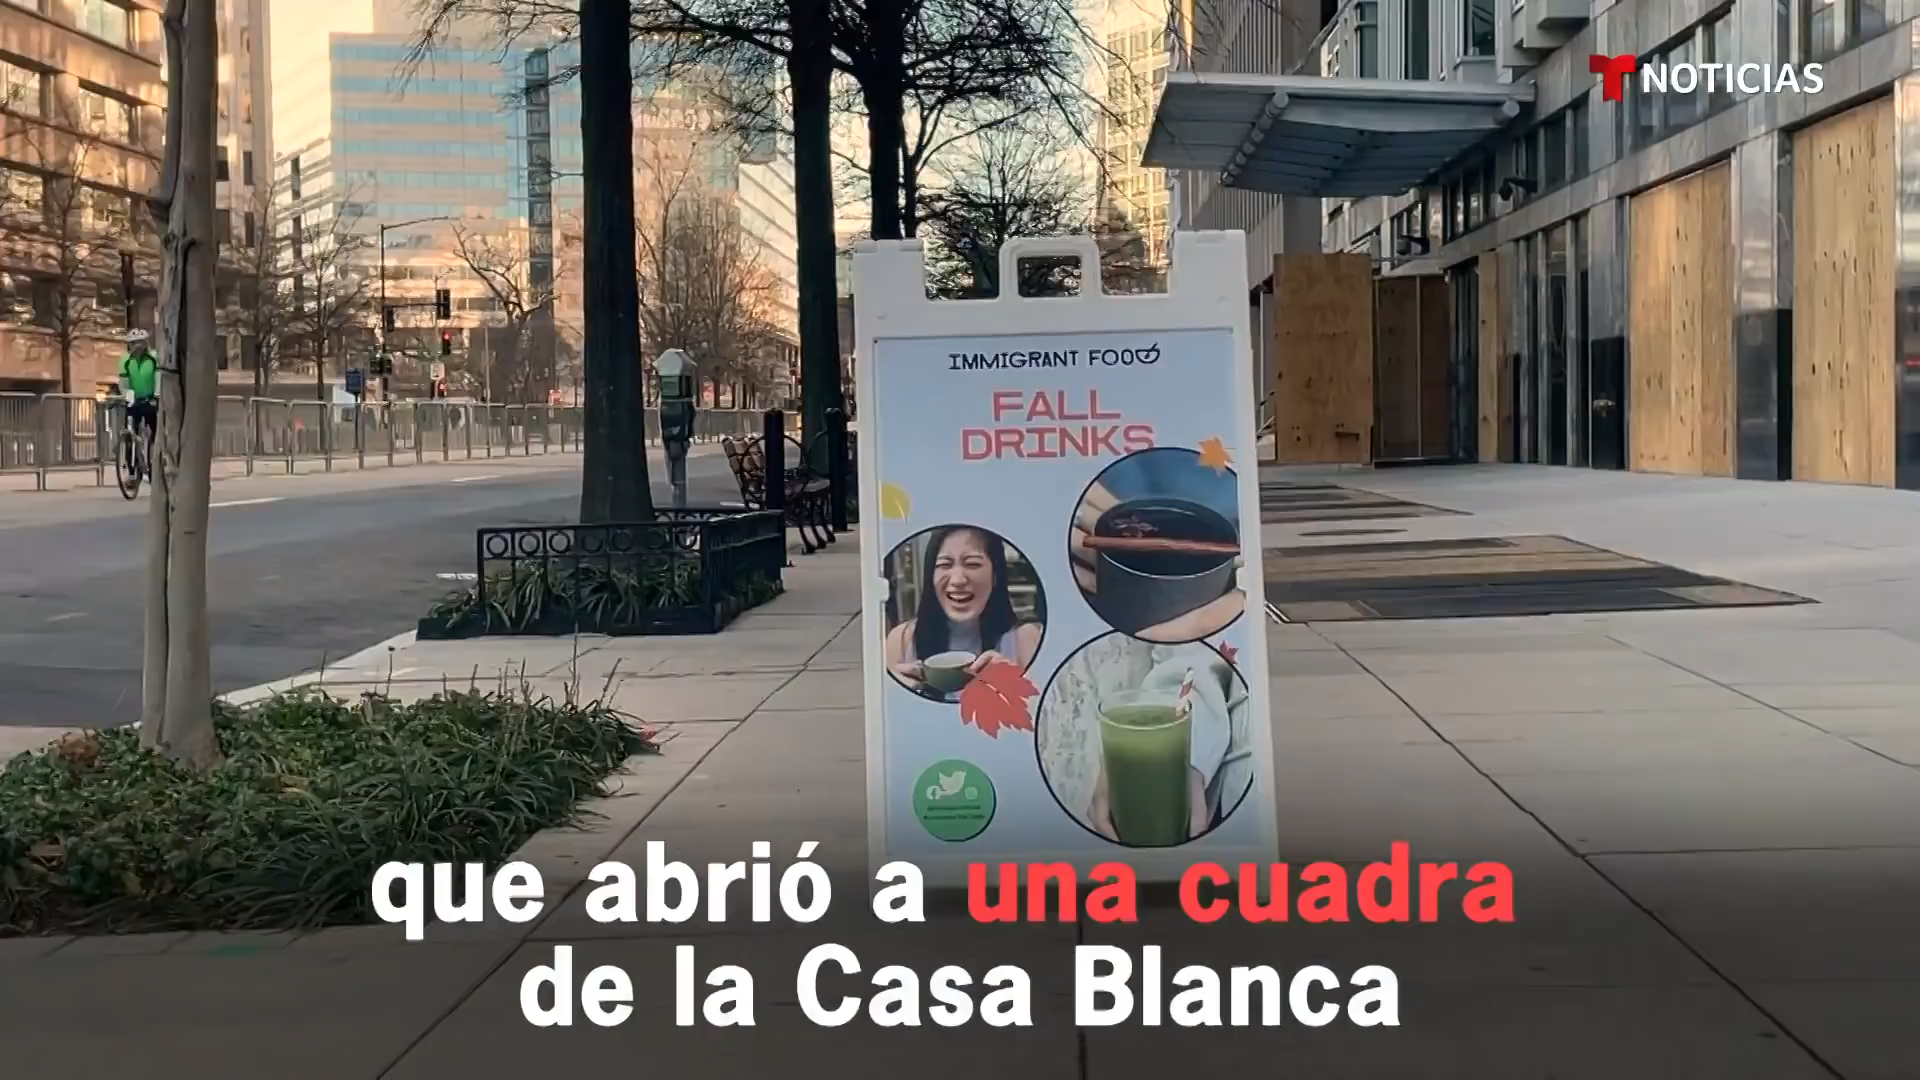 NOTICIAS
IMMIGRANT FOOD
FALL
DRINKS
que abrió a una cuadra
de la Casa Blanca